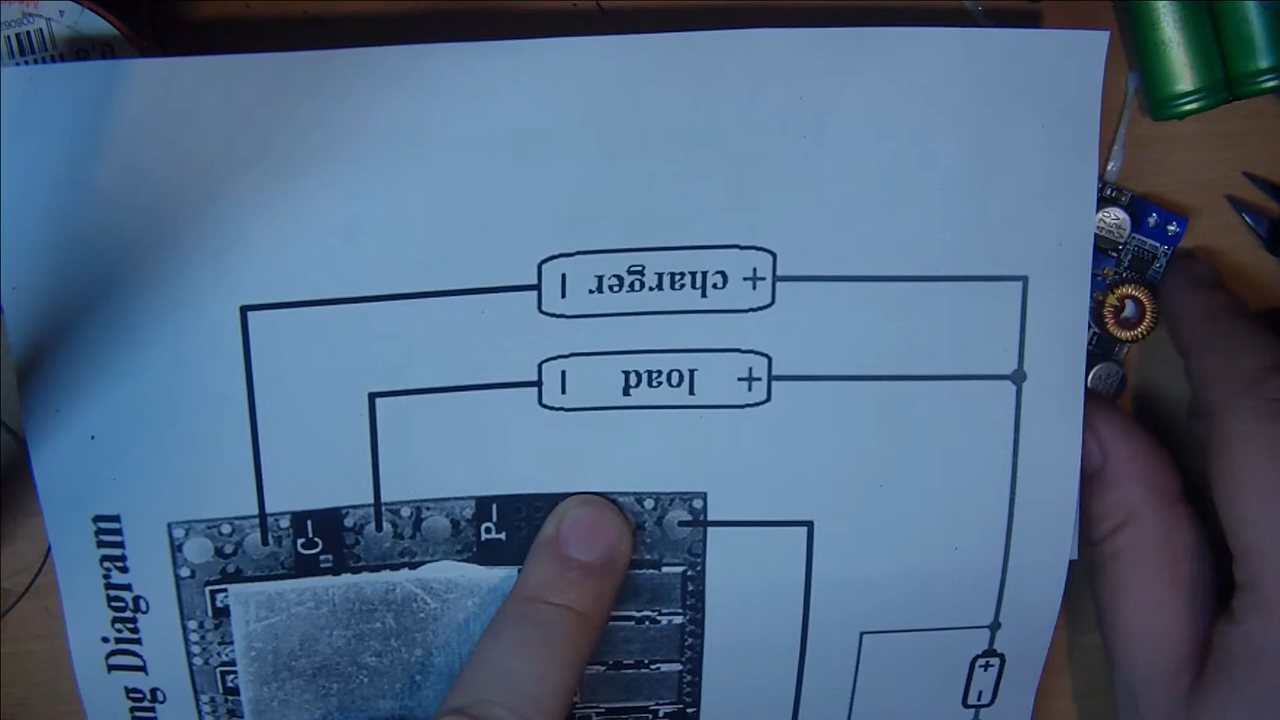 + charger −
+ load −
C-
P-
ng Diagram
+
−